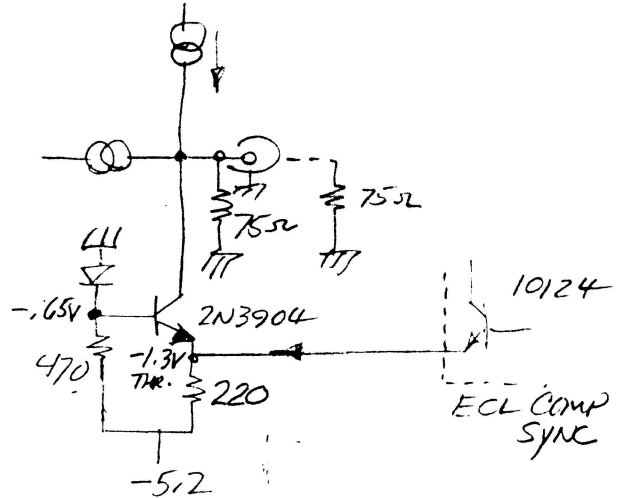 75Ω
75Ω
-.65V
2N3904
10124
470
-1.3V
THR.
220
ECL COMP
SYNC
-5.2